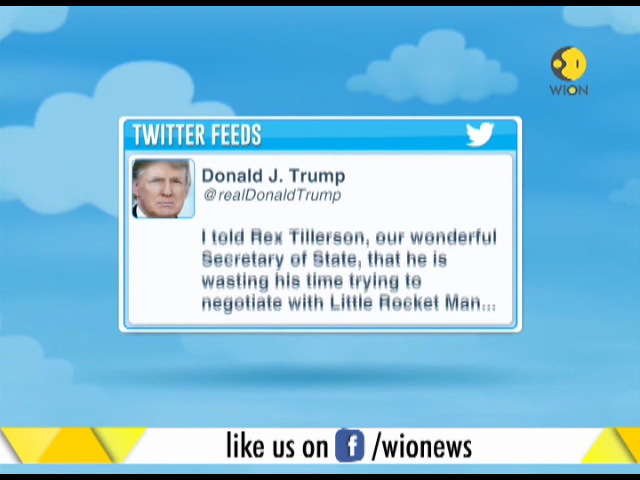 WION
TWITTER FEEDS
Donald J. Trump
@realDonaldTrump
I told Rex Tillerson, our wonderful
Secretary of State, that he is
wasting his time trying to
negotiate with Little Rocket Man...
like us on f /wionews